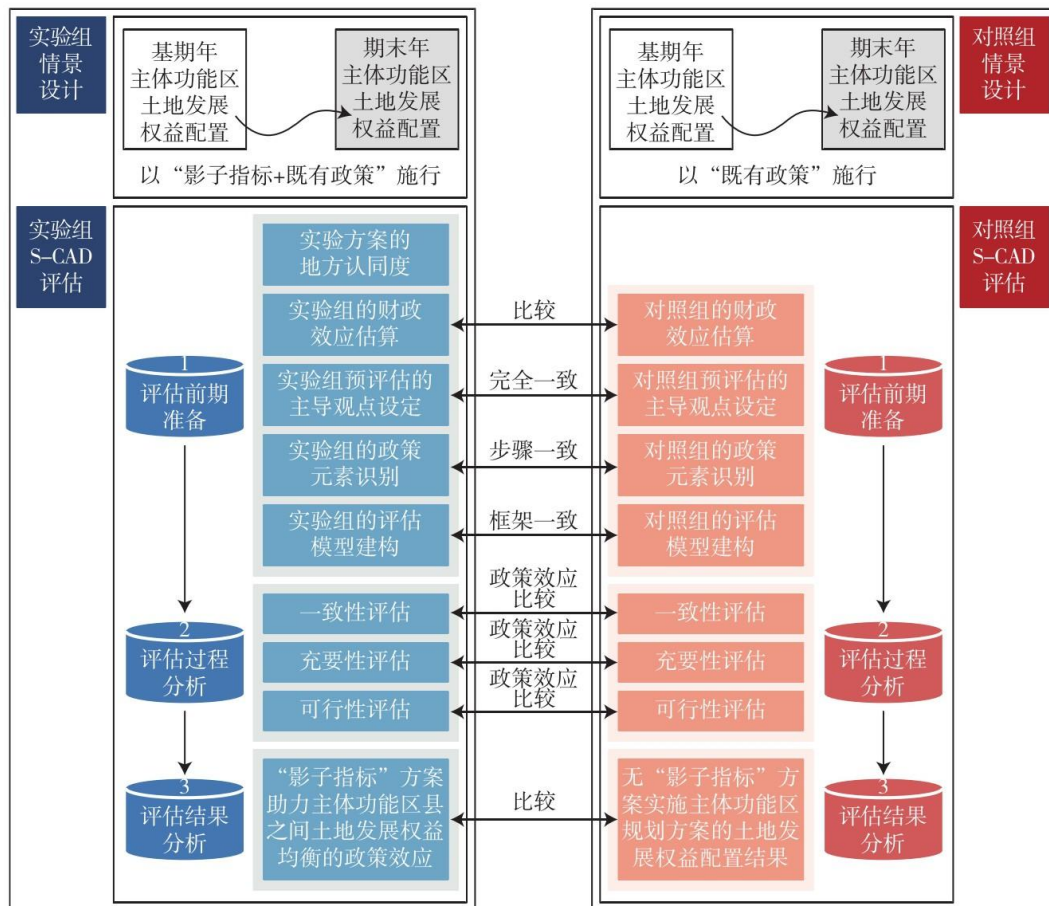 实验组
情景
设计
基期年
主体功能区
土地发展
权益配置
期末年
主体功能区
土地发展
权益配置
以“影子指标+既有政策”施行
基期年
主体功能区
土地发展
权益配置
期末年
主体功能区
土地发展
权益配置
以“既有政策”施行
对照组
情景
设计
实验组
S-CAD
评估
1
评估前期
准备
2
评估过程
分析
3
评估结果
分析
实验方案的
地方认同度
实验组的财政
效应估算
实验组预评估的
主导观点设定
实验组的政策
元素识别
实验组的评估
模型建构
一致性评估
充要性评估
可行性评估
“影子指标”方案
助力主体功能区县
之间土地发展权益
均衡的政策效应
比较
完全一致
步骤一致
框架一致
政策效应
比较
政策效应
比较
政策效应
比较
比较
对照组的财政
效应估算
对照组预评估的
主导观点设定
对照组的政策
元素识别
对照组的评估
模型建构
一致性评估
充要性评估
可行性评估
无“影子指标”方
案实施主体功能区
规划方案的土地发
展权益配置结果
对照组
S-CAD
评估
1
评估前期
准备
2
评估过程
分析
3
评估结果
分析